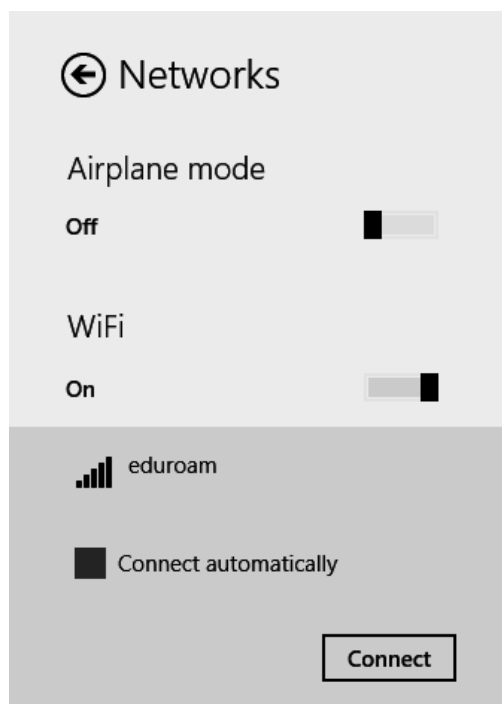 Networks
Airplane mode
Off
WiFi
On
eduroam
Connect automatically
Connect